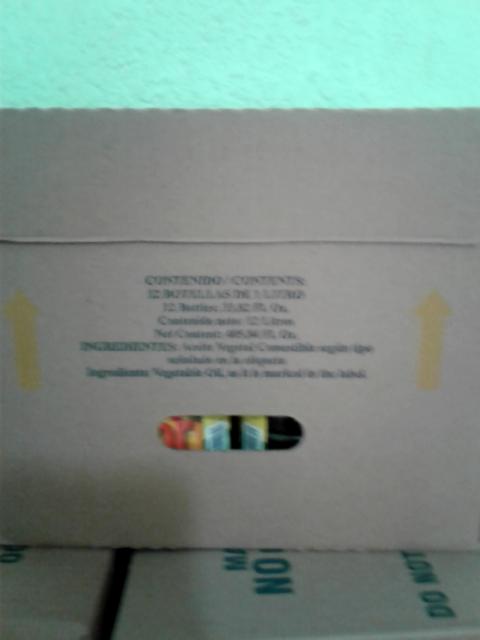 CONTENIDO / CONTENTS:
12 BOTELLAS DE 1 LITRO
12 Bottles: 33.82 Fl. Oz.
Contenido neto: 12 Litros
Net Content: 405.84 Fl. Oz.
INGREDIENTES: Aceite Vegetal Comestible según tipo
señalado en la etiqueta.
Ingredients: Vegetable Oil, as it is marked in the label.
ON
DO NOT